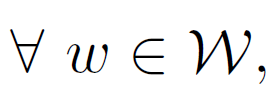 ∀ w ∈ 𝒲,